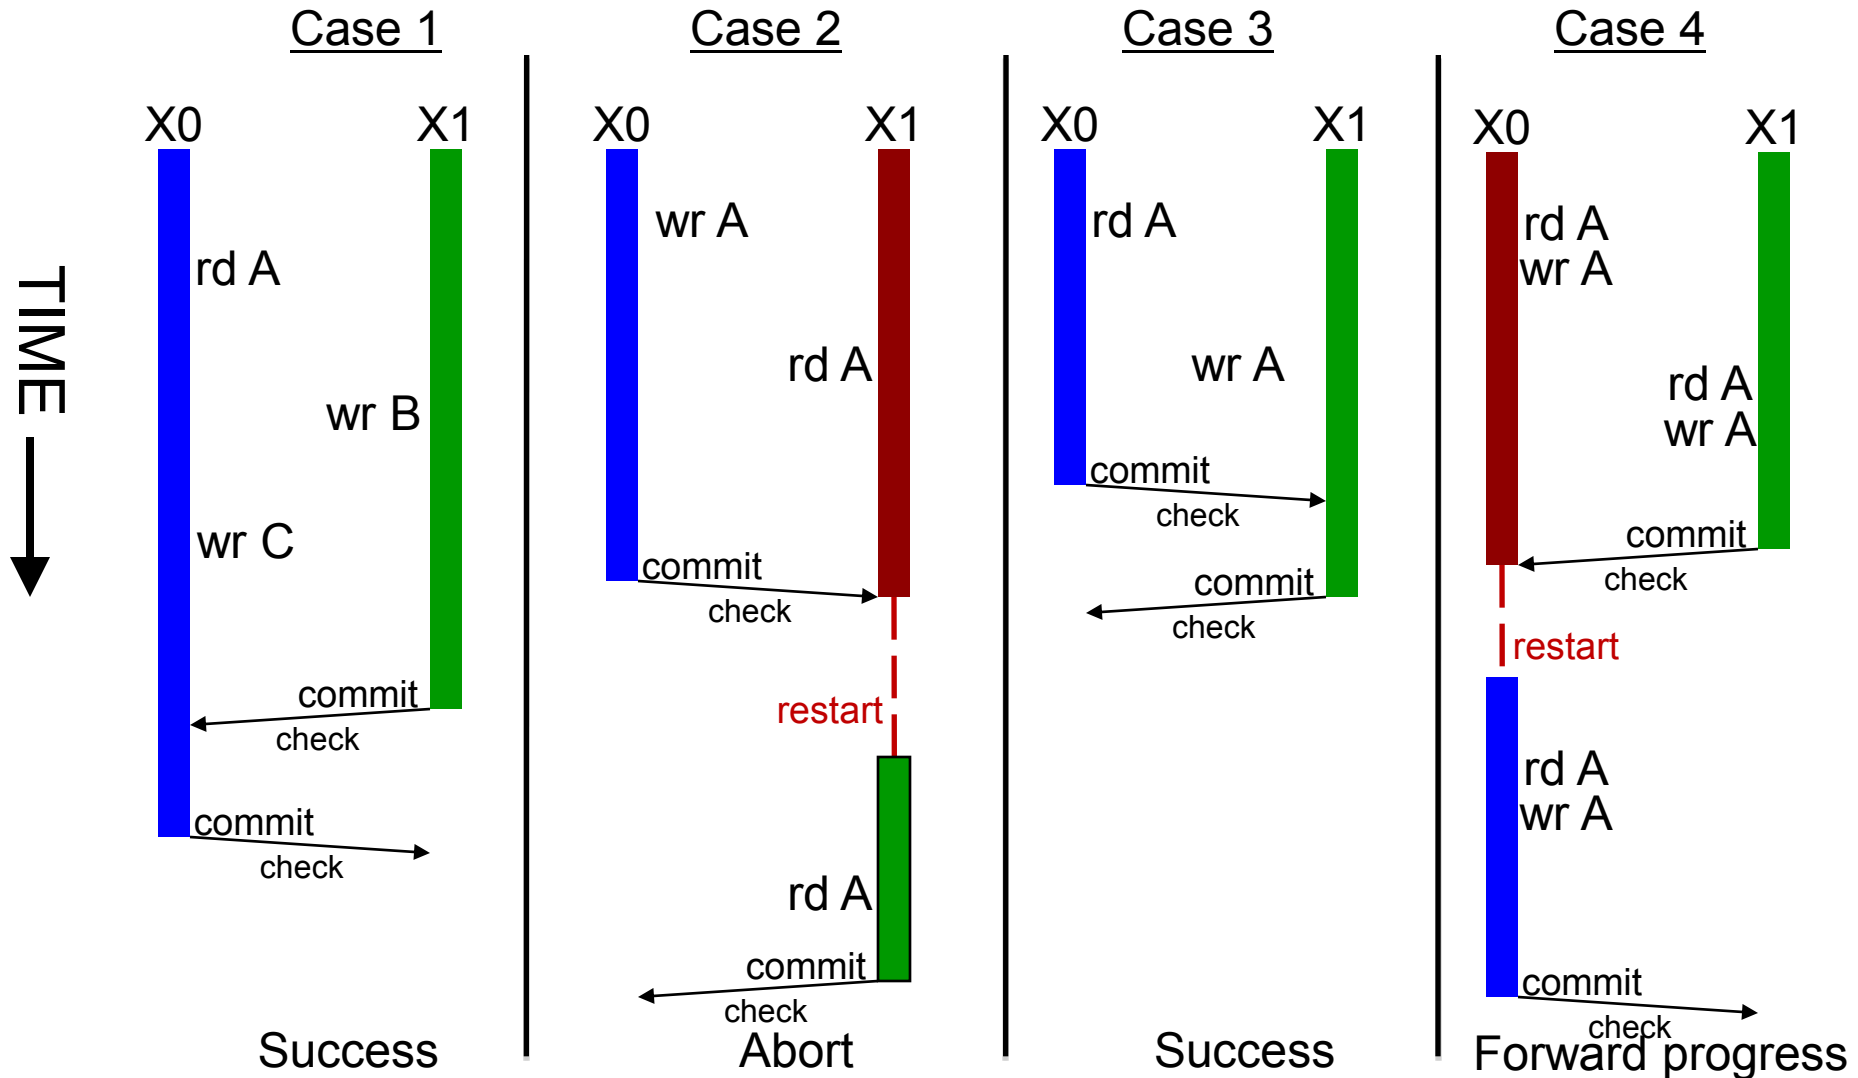 Case 1
Case 2
Case 3
Case 4
TIME
X0
X1
rd A
wr B
wr C
commit
check
commit
check
Success
X0
X1
wr A
rd A
commit
check
restart
rd A
commit
check
Abort
X0
X1
rd A
wr A
commit
check
commit
check
Success
X0
X1
rd A
wr A
rd A
wr A
commit
check
restart
rd A
wr A
commit
check
Forward progress